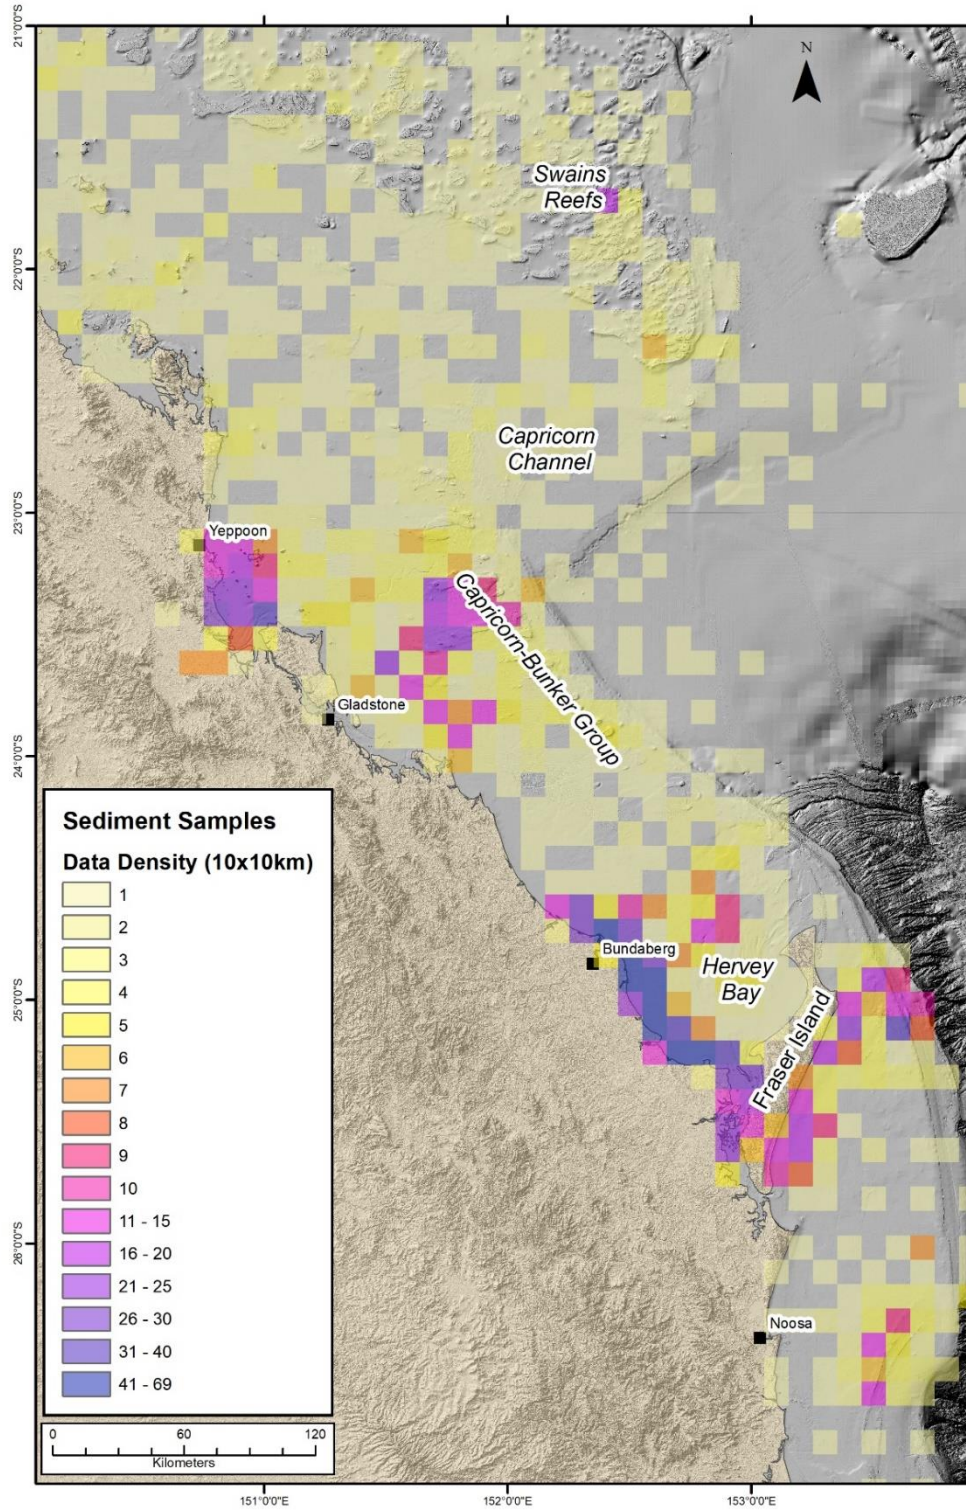 21°0'0"S
N
Swains
Reefs
22°0'0"S
Capricorn
Channel
23°0'0"S
Yeppoon
Capricorn-Bunker Group
Gladstone
24°0'0"S
Sediment Samples
Data Density (10x10km)
1
2
3
4
5
6
7
8
9
10
11 - 15
16 - 20
21 - 25
26 - 30
31 - 40
41 - 69
Bundaberg
Hervey
Bay
25°0'0"S
Fraser Island
26°0'0"S
Noosa
0 60 120
Kilometers
151°0'0"E 152°0'0"E 153°0'0"E